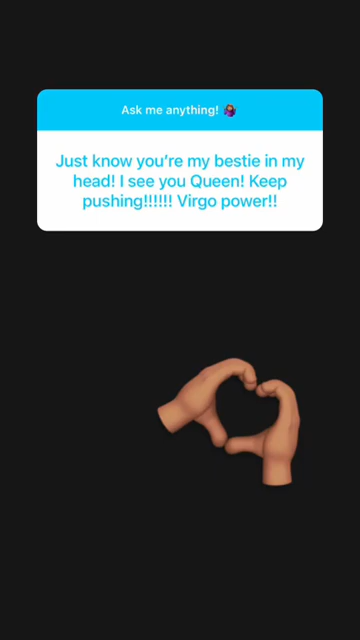 Ask me anything! 🤷🏾‍♀️
Just know you're my bestie in my
head! I see you Queen! Keep
pushing!!!!!! Virgo power!!